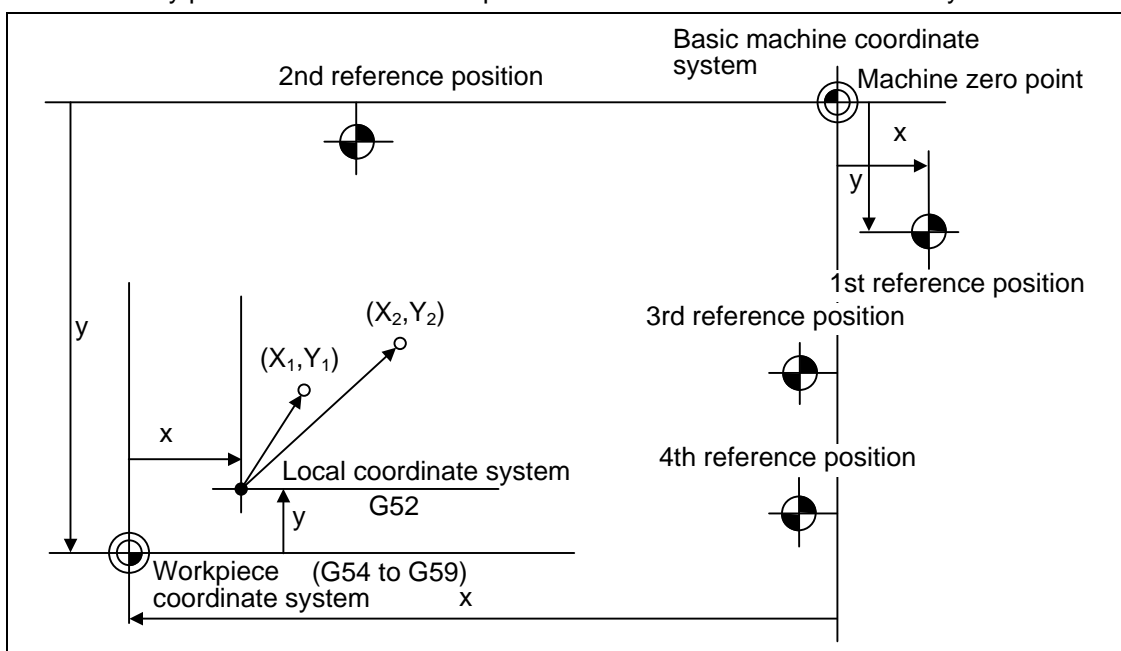 Basic machine coordinate
system
Machine zero point
2nd reference position
x
y
1st reference position
3rd reference position
y
(X₂,Y₂)
(X₁,Y₁)
x
4th reference position
Local coordinate system
G52
y
Workpiece (G54 to G59)
coordinate system
x